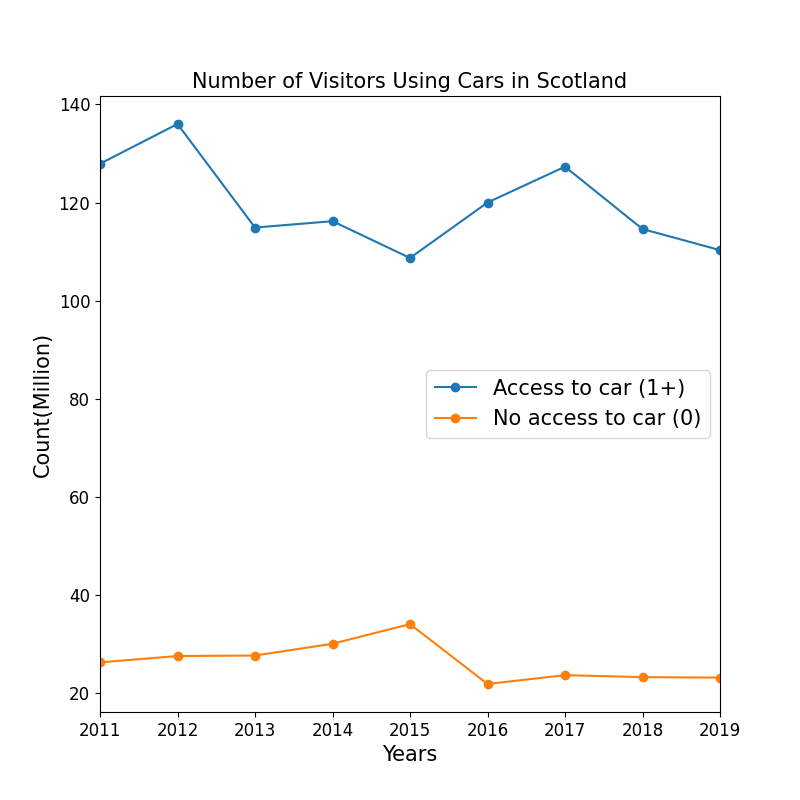 Number of Visitors Using Cars in Scotland
140
120
100
80
60
40
20
Count(Million)
Access to car (1+)
No access to car (0)
2011 2012 2013 2014 2015 2016 2017 2018 2019
Years